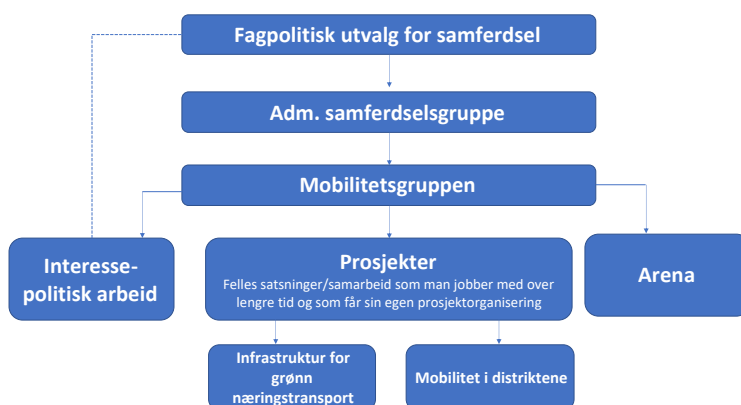 Fagpolitisk utvalg for samferdsel
Adm. samferdselsgruppe
Mobilitetsgruppen
Interesse-
politisk arbeid
Prosjekter
Felles satsninger/samarbeid som man jobber med over
lengre tid og som får sin egen prosjektorganisering
Arena
Infrastruktur for
grønn
næringstransport
Mobilitet i distriktene